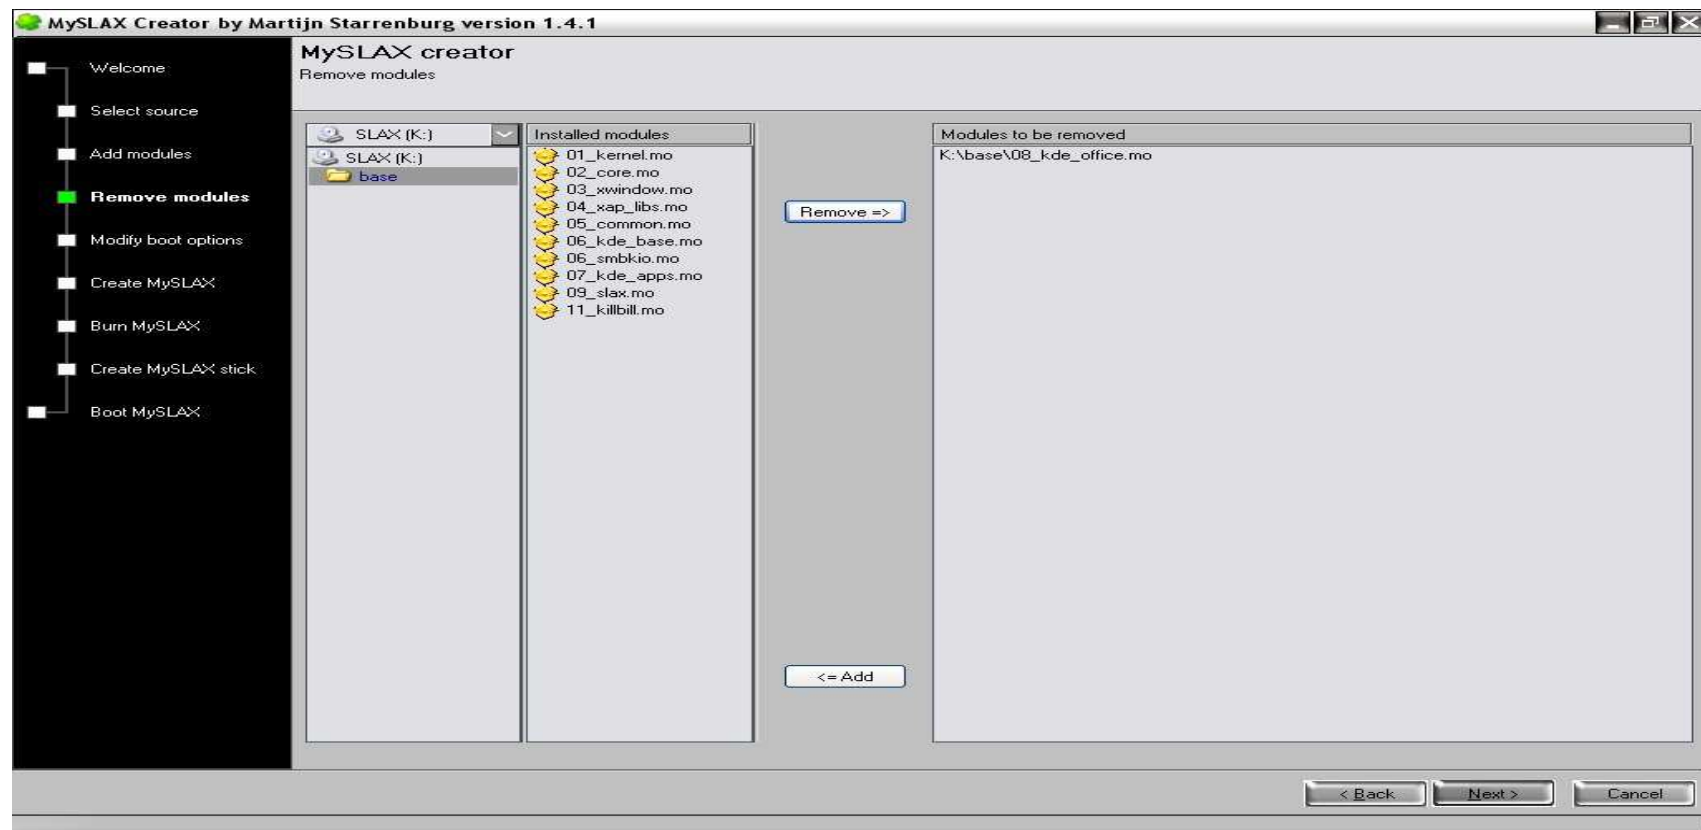 MySLAX Creator by Martijn Starrenburg version 1.4.1
Welcome
Select source
Add modules
Remove modules
Modify boot options
Create MySLAX
Burn MySLAX
Create MySLAX stick
Boot MySLAX
MySLAX creator
Remove modules
SLAX (K:)
SLAX (K:)
base
Installed modules
01_kernel.mo
02_core.mo
03_xwindow.mo
04_xap_libs.mo
05_common.mo
06_kde_base.mo
06_smbkio.mo
07_kde_apps.mo
09_slax.mo
11_killbill.mo
Remove =>
<= Add
Modules to be removed
K:\base\08_kde_office.mo
< Back
Next >
Cancel